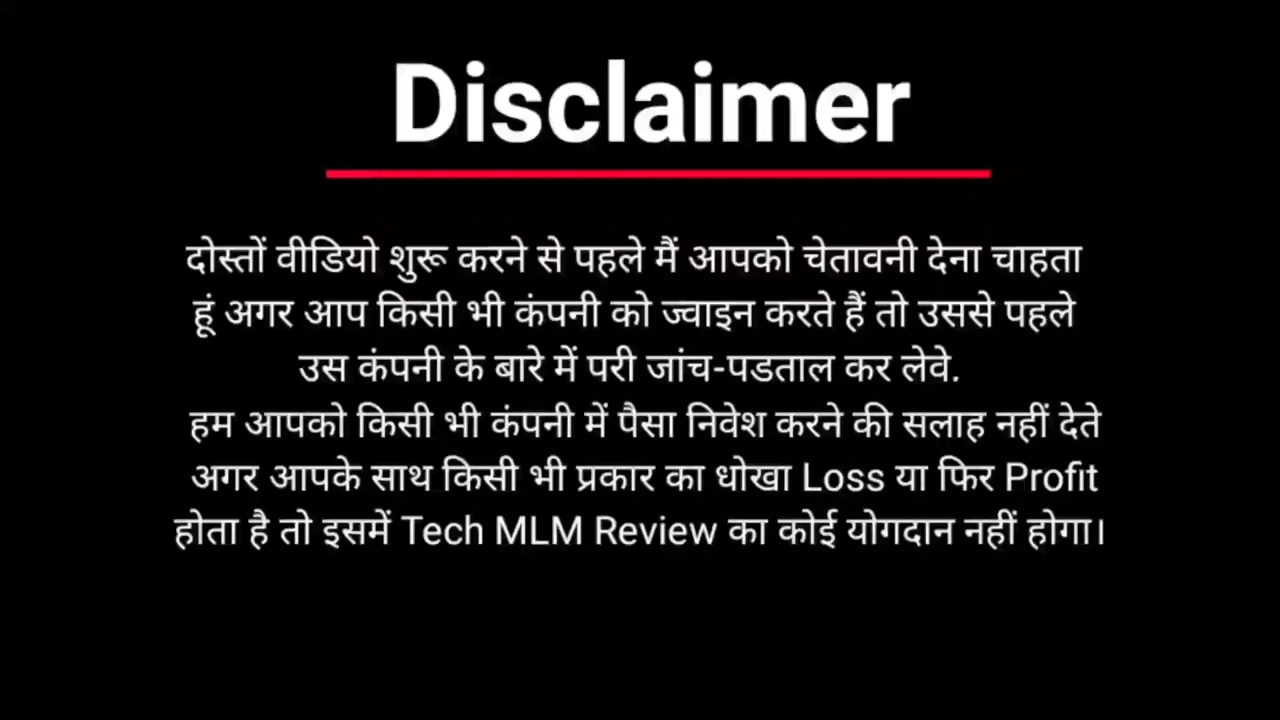 Disclaimer
दोस्तों वीडियो शुरू करने से पहले मैं आपको चेतावनी देना चाहता
हूं अगर आप किसी भी कंपनी को ज्वाइन करते हैं तो उससे पहले
उस कंपनी के बारे में परी जांच-पडताल कर लेवे.
हम आपको किसी भी कंपनी में पैसा निवेश करने की सलाह नहीं देते
अगर आपके साथ किसी भी प्रकार का धोखा Loss या फिर Profit
होता है तो इसमें Tech MLM Review का कोई योगदान नहीं होगा।